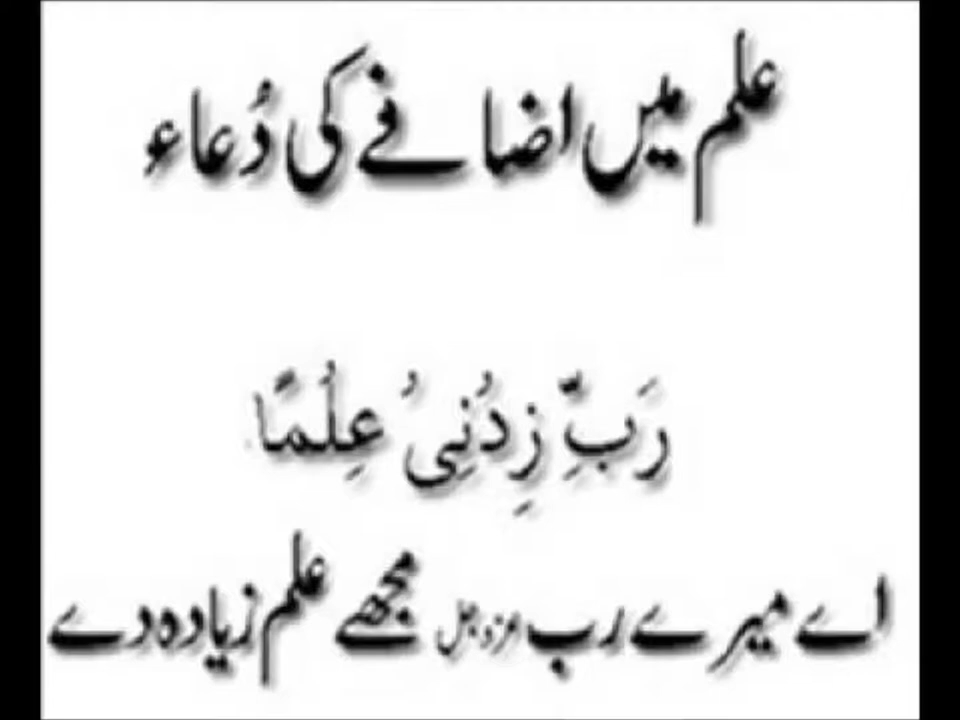 علم میں اضافے کی دُعاء
رَبِّ زِدْنِیْ عِلْمًا
اے میرے رب عزوجل مجھے علم زیادہ دے